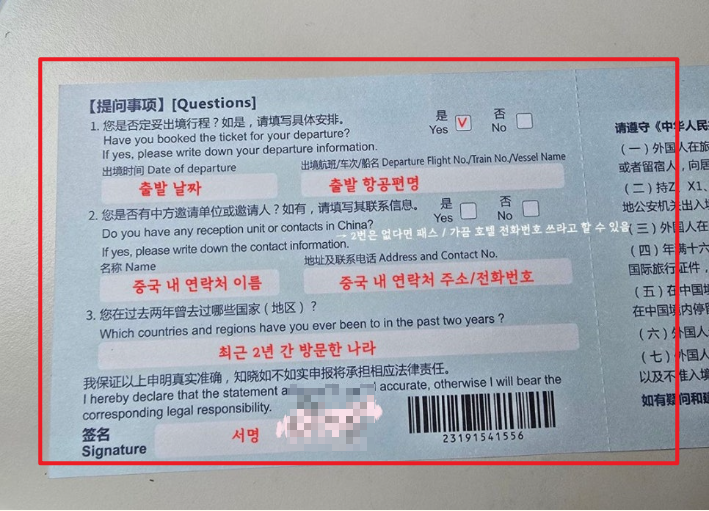 【提问事项】[Questions]
1. 您是否定妥出境行程？如是，请填写具体安排。
是 否
Have you booked the ticket for your departure?
Yes V No
If yes, please write down your departure information.
出境时间 Date of departure
出境航班/车次/船名 Departure Flight No./Train No./Vessel Name
출발 날짜
출발 항공편명
2. 您是否有中方邀请单位或邀请人？如有，请填写其联系信息。
是 否
Do you have any reception unit or contacts in China?
Yes No
→ 2번은 없다면 패스 / 가끔 호텔 전화번호 쓰라고 할 수 있음
If yes, please write down the contact information.
名称 Name
地址及联系电话 Address and Contact No.
중국 내 연락처 이름
중국 내 연락처 주소/전화번호
3. 您在过去两年曾去过哪些国家（地区）？
Which countries and regions have you ever been to in the past two years ?
최근 2년 간 방문한 나라
我保证以上申明真实准确，知晓如不如实申报将承担相应法律责任。
I hereby declare that the statement a accurate, otherwise I will bear the
corresponding legal responsibility.
签名
Signature
서명
23191541556
请遵守《中华人民
（一）外国人在旅
或者留宿人，向居
（二）持Z、X1、
地公安机关出入境
（三）外国人在
（四）年满十六
国际旅行证件，
（五）在中国境
在中国境内停留
（六）外国人
（七）外国人
以及不准入境
如有疑问和疑